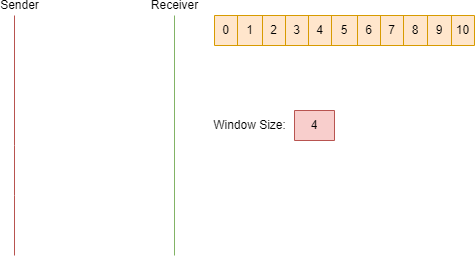 Sender Receiver
0 1 2 3 4 5 6 7 8 9 10
Window Size: 4